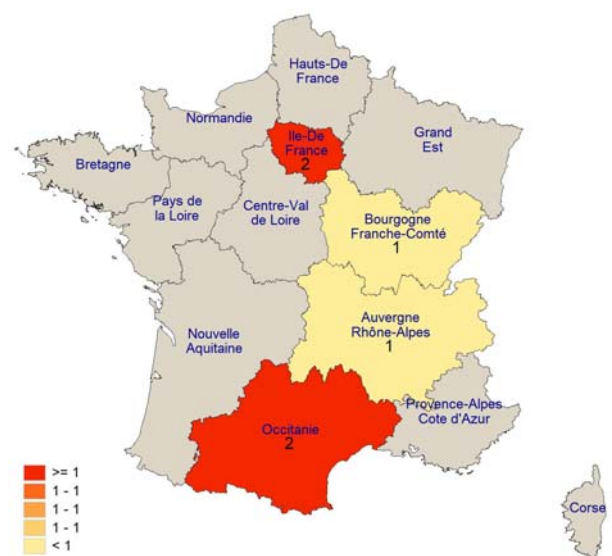 Hauts-De
France
Normandie
Ile-De
France
2
Grand
Est
Bretagne
Pays de
la Loire
Centre-Val
de Loire
Bourgogne
Franche-Comté
1
Auvergne
Rhône-Alpes
1
Nouvelle
Aquitaine
Provence-Alpes
Cote d'Azur
Occitanie
2
Corse
>= 1
1 - 1
1 - 1
1 - 1
< 1